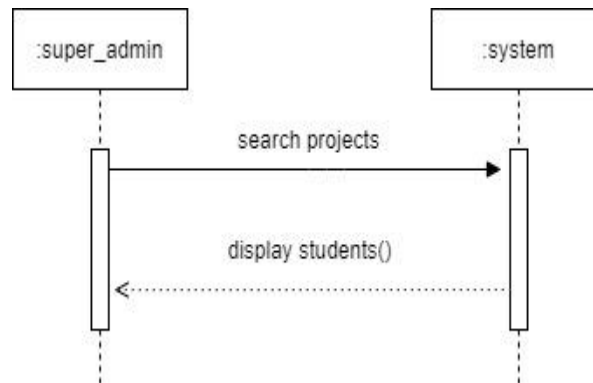 :super_admin
:system
search projects
display students()